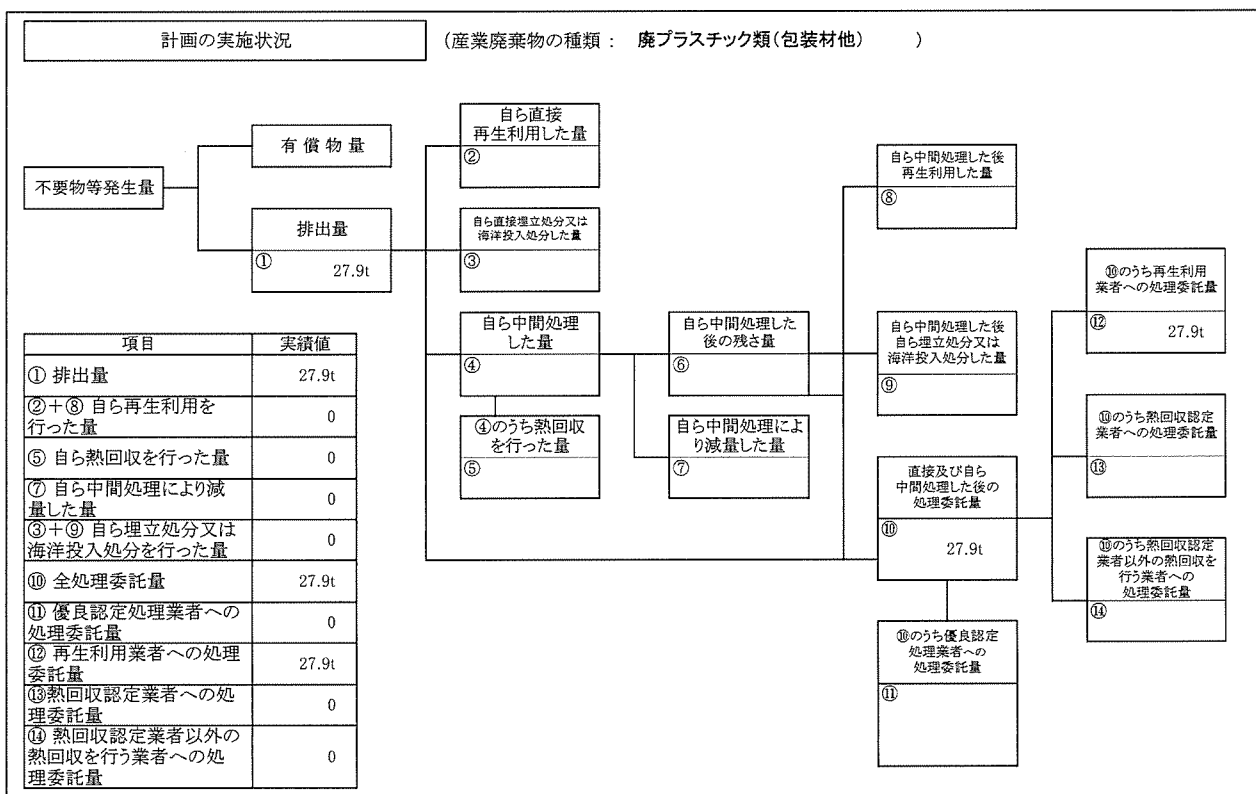 計画の実施状況
(産業廃棄物の種類： 廃プラスチック類(包装材他) )
不要物等発生量
有償物量
排出量
①
27.9t
自ら直接
再生利用した量
②
自ら直接埋立処分又は
海洋投入処分した量
③
自ら中間処理
した量
④
④のうち熱回収
を行った量
⑤
自ら中間処理した
後の残さ量
⑥
自ら中間処理によ
り減量した量
⑦
自ら中間処理した後
再生利用した量
⑧
自ら中間処理した後
自ら埋立処分又は
海洋投入処分した量
⑨
直接及び自ら
中間処理した後の
処理委託量
⑩
27.9t
⑩のうち優良認定
処理業者への
処理委託量
⑪
⑩のうち再生利用
業者への処理委託量
⑫
27.9t
⑩のうち熱回収認定
業者への処理委託量
⑬
⑩のうち熱回収認定
業者以外の熱回収を
行う業者への
処理委託量
⑭
項目 実績値
① 排出量 27.9t
②＋⑧ 自ら再生利用を
行った量 0
⑤ 自ら熱回収を行った量 0
⑦ 自ら中間処理により減
量した量 0
③＋⑨ 自ら埋立処分又は
海洋投入処分を行った量 0
⑩ 全処理委託量 27.9t
⑪ 優良認定処理業者への
処理委託量 0
⑫ 再生利用業者への処理
委託量 27.9t
⑬熱回収認定業者への処
理委託量 0
⑭ 熱回収認定業者以外の
熱回収を行う業者への処
理委託量 0